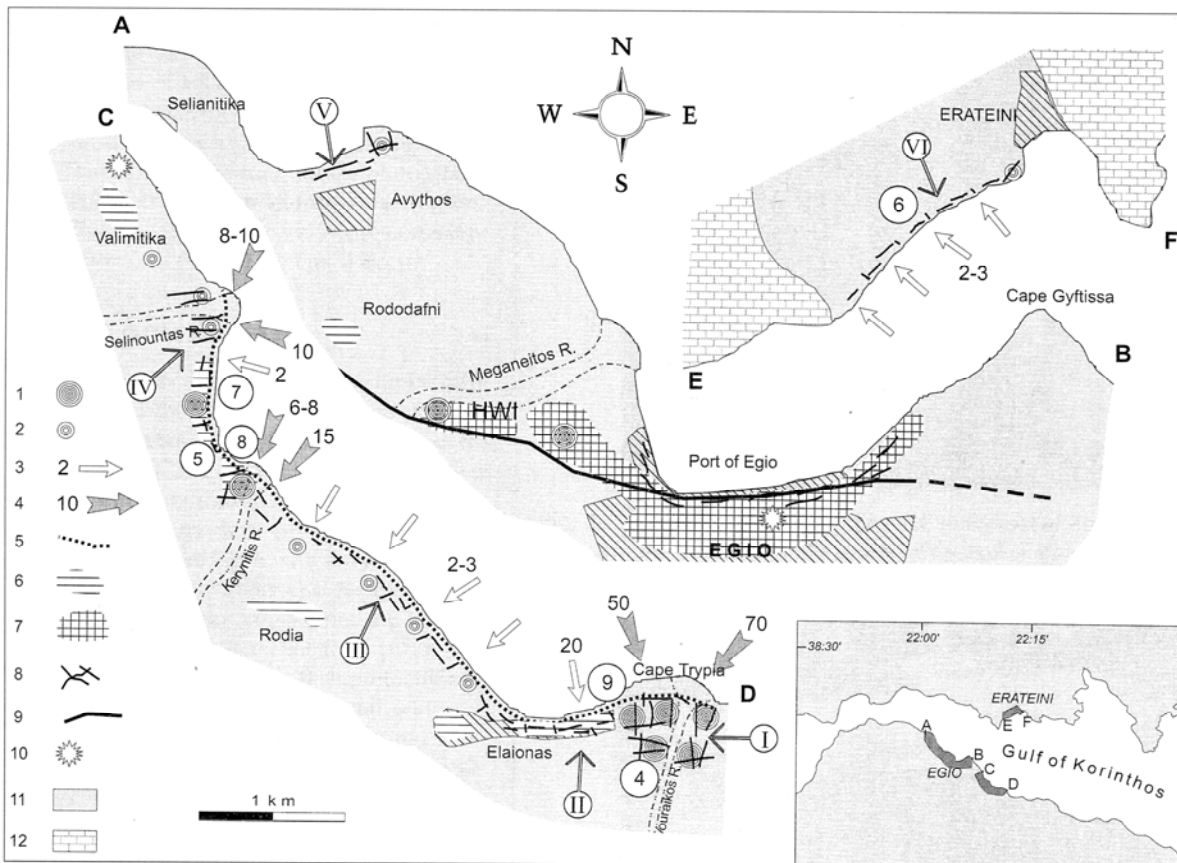 A
N
W
E
S
Selianitika
V
C
ERATEINI
VI
6
Avythos
Valimitika
8-10
2-3
F
Cape Gyftissa
Rododafni
Selinountas R.
10
E
B
IV
2
7
Meganeitos R.
HWI
6-8
8
15
5
Port of Egio
Kerynitis R.
EGIO
2-3
50
70
Rodia
III
Cape Trypia
20
9
D
I
Elaionas
4
II
Vouraikos R.
1
2
3 2
4 10
5
6
7
8
9
10
11
12
1 km
22:00
22:15
38:30
ERATEINI
E F
A
B
EGIO
C
D
Gulf of Korinthos